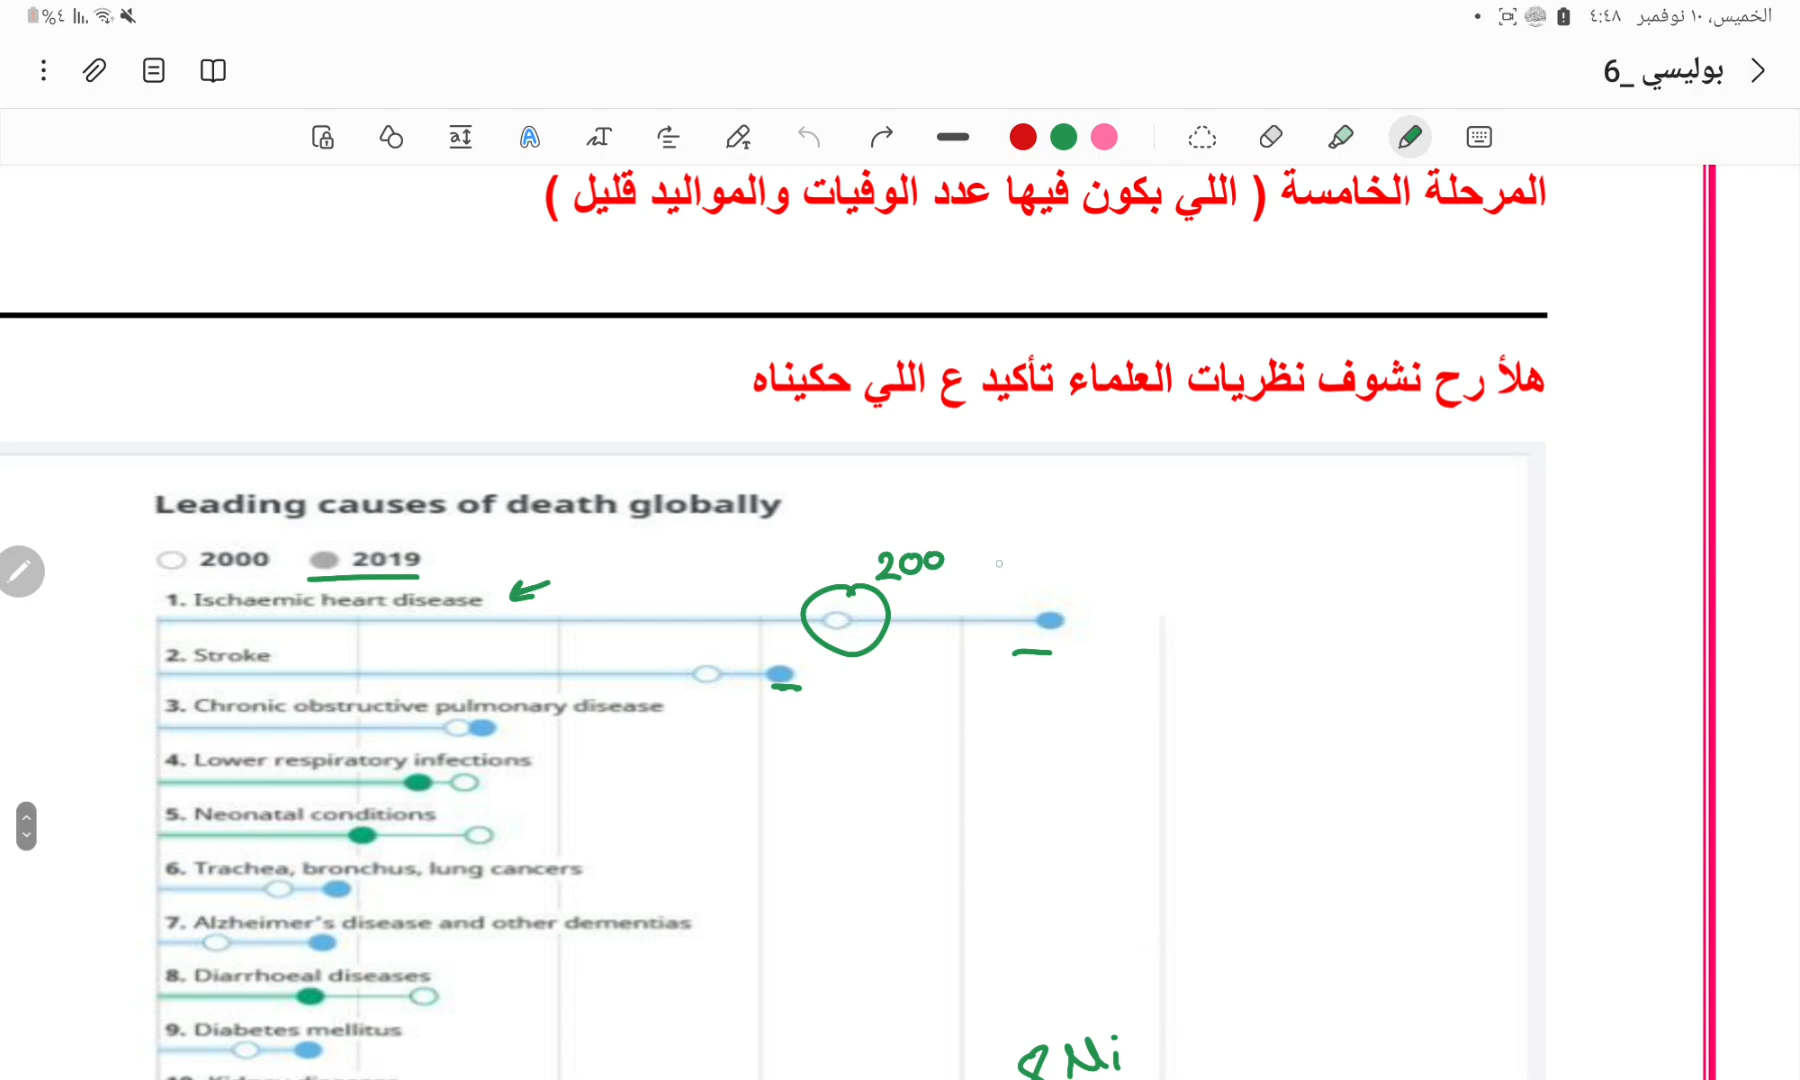 %٤
الخميس، ١٠ نوفمبر ٤:٤٨
بوليسي _6
المرحلة الخامسة ( اللي بكون فيها عدد الوفيات والمواليد قليل )
هلأ رح نشوف نظريات العلماء تأكيد ع اللي حكيناه
Leading causes of death globally
2000 2019
200
1. Ischaemic heart disease
2. Stroke
3. Chronic obstructive pulmonary disease
4. Lower respiratory infections
5. Neonatal conditions
6. Trachea, bronchus, lung cancers
7. Alzheimer's disease and other dementias
8. Diarrhoeal diseases
9. Diabetes mellitus